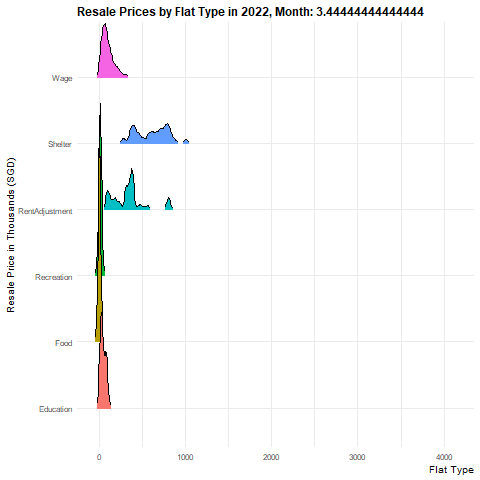 Resale Prices by Flat Type in 2022, Month: 3.44444444444444
Resale Price in Thousands (SGD)
Wage
Shelter
RentAdjustment
Recreation
Food
Education
0 1000 2000 3000 4000
Flat Type